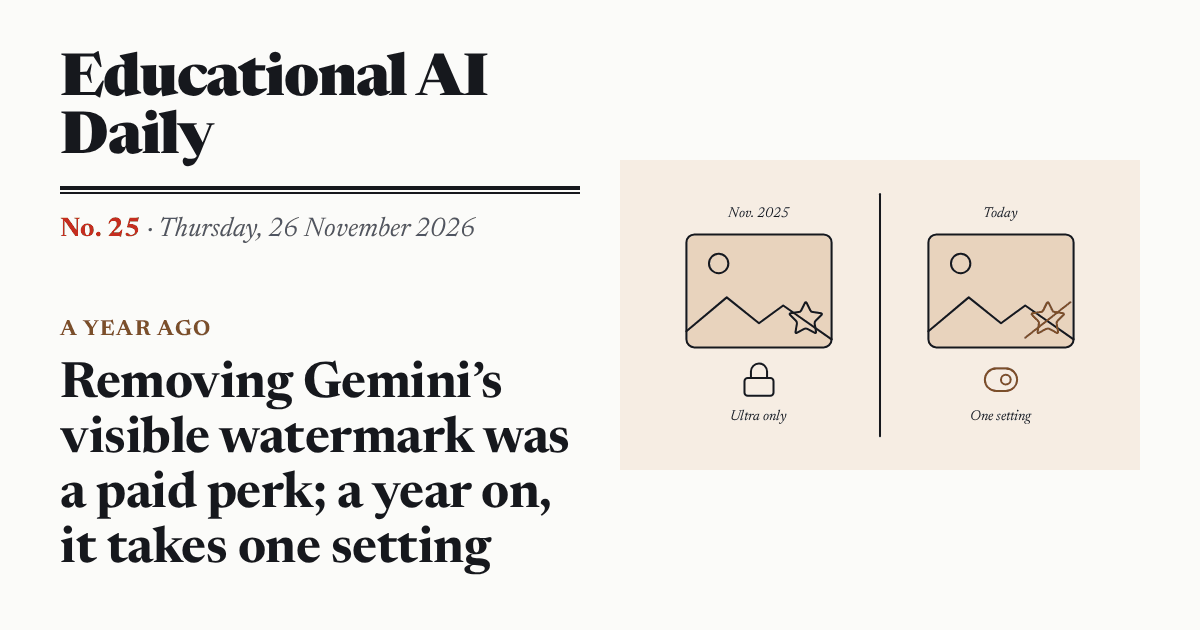 Educational AI
Daily
No. 25 · Thursday, 26 November 2026
A YEAR AGO
Removing Gemini’s
visible watermark was
a paid perk; a year on,
it takes one setting
Nov. 2025
Ultra only
Today
One setting